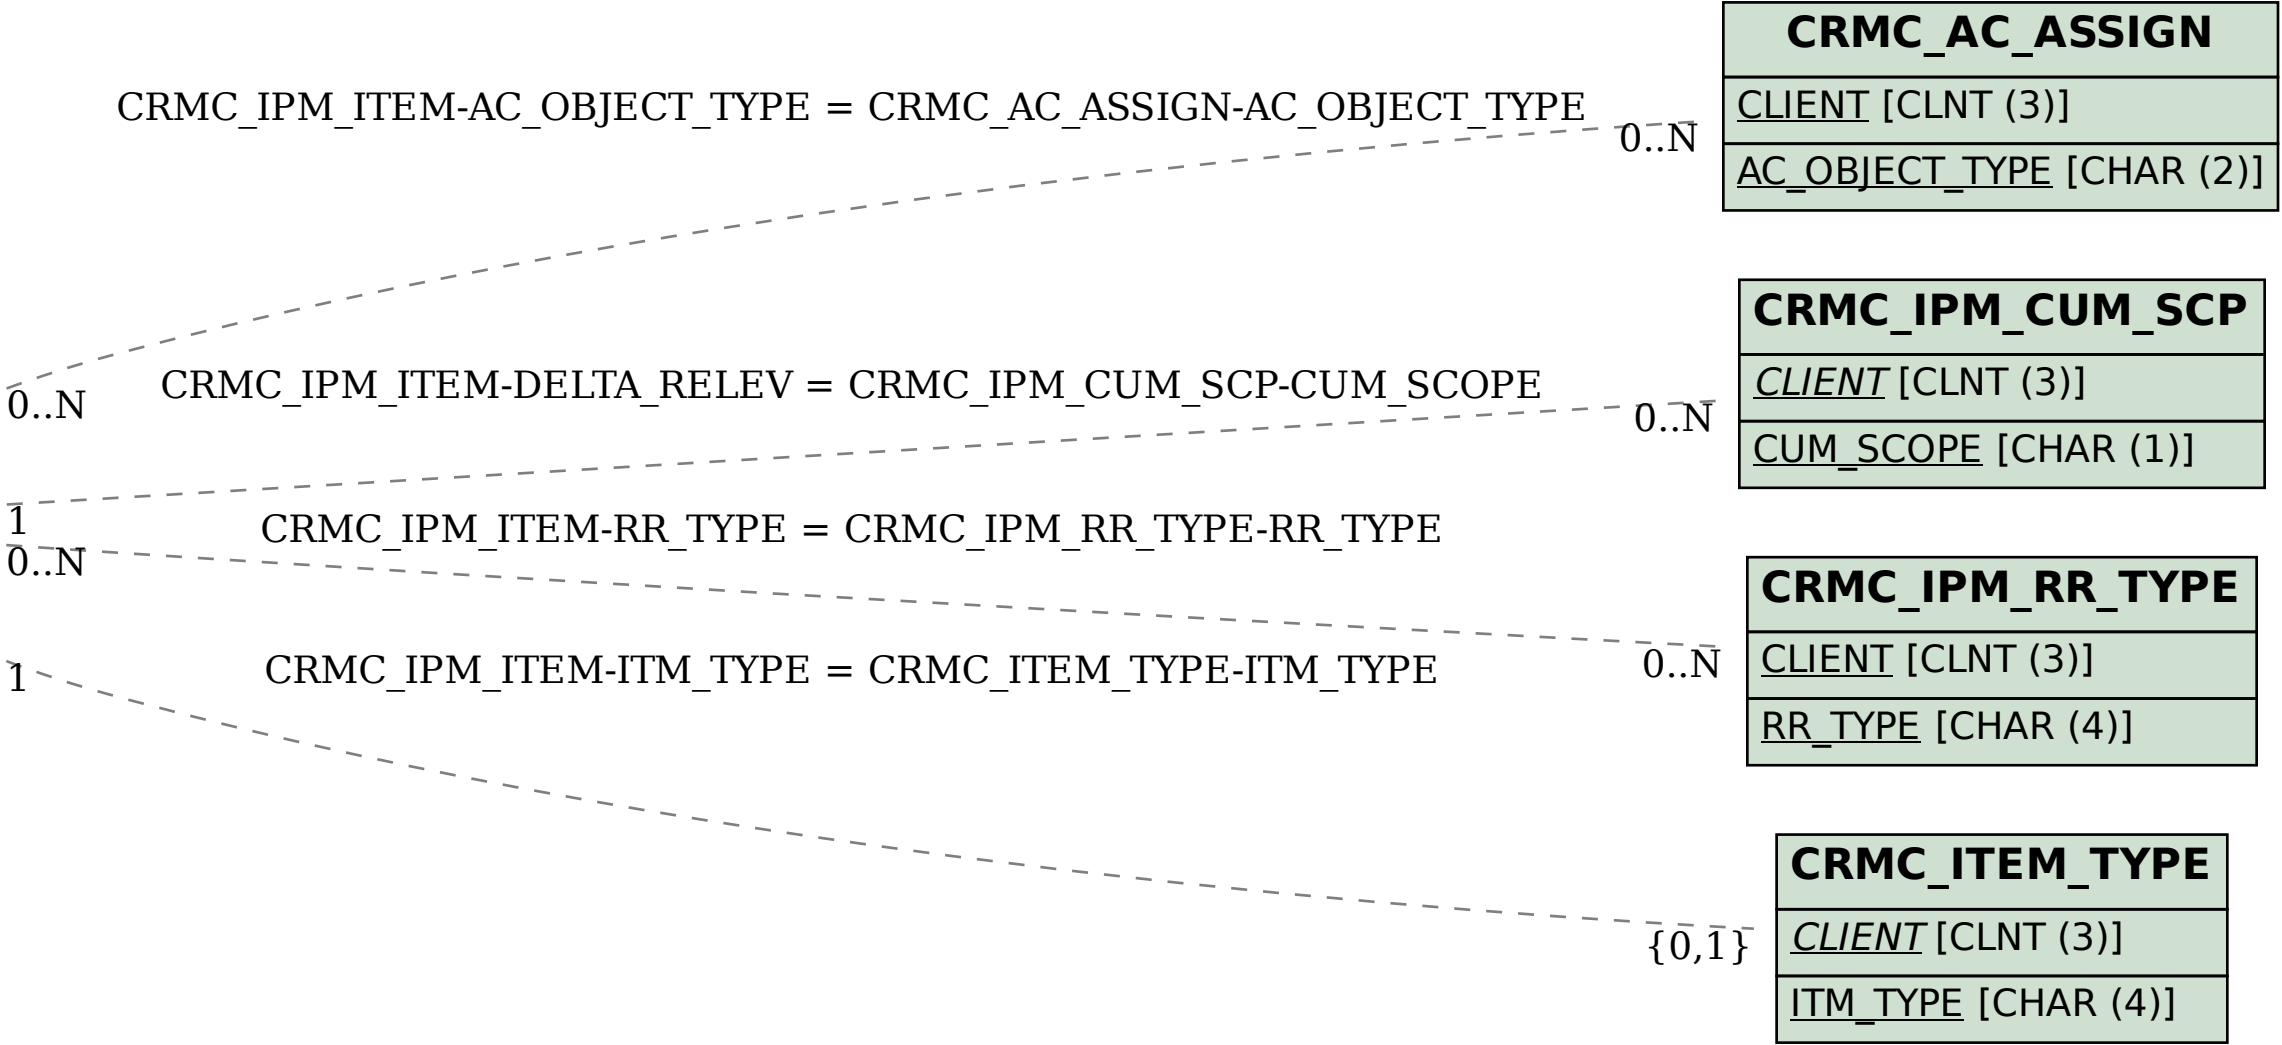 CRMC_AC_ASSIGN
CRMC_IPM_ITEM-AC_OBJECT_TYPE = CRMC_AC_ASSIGN-AC_OBJECT_TYPE
CLIENT [CLNT (3)]
0..N
AC_OBJECT_TYPE [CHAR (2)]
CRMC_IPM_CUM_SCP
CRMC_IPM_ITEM-DELTA_RELEV = CRMC_IPM_CUM_SCP-CUM_SCOPE
CLIENT [CLNT (3)]
0..N
0..N
CUM_SCOPE [CHAR (1)]
1
CRMC_IPM_ITEM-RR_TYPE = CRMC_IPM_RR_TYPE-RR_TYPE
0..N
CRMC_IPM_RR_TYPE
CLIENT [CLNT (3)]
0..N
CRMC_IPM_ITEM-ITM_TYPE = CRMC_ITEM_TYPE-ITM_TYPE
1
RR_TYPE [CHAR (4)]
CRMC_ITEM_TYPE
CLIENT [CLNT (3)]
{0,1}
ITM_TYPE [CHAR (4)]